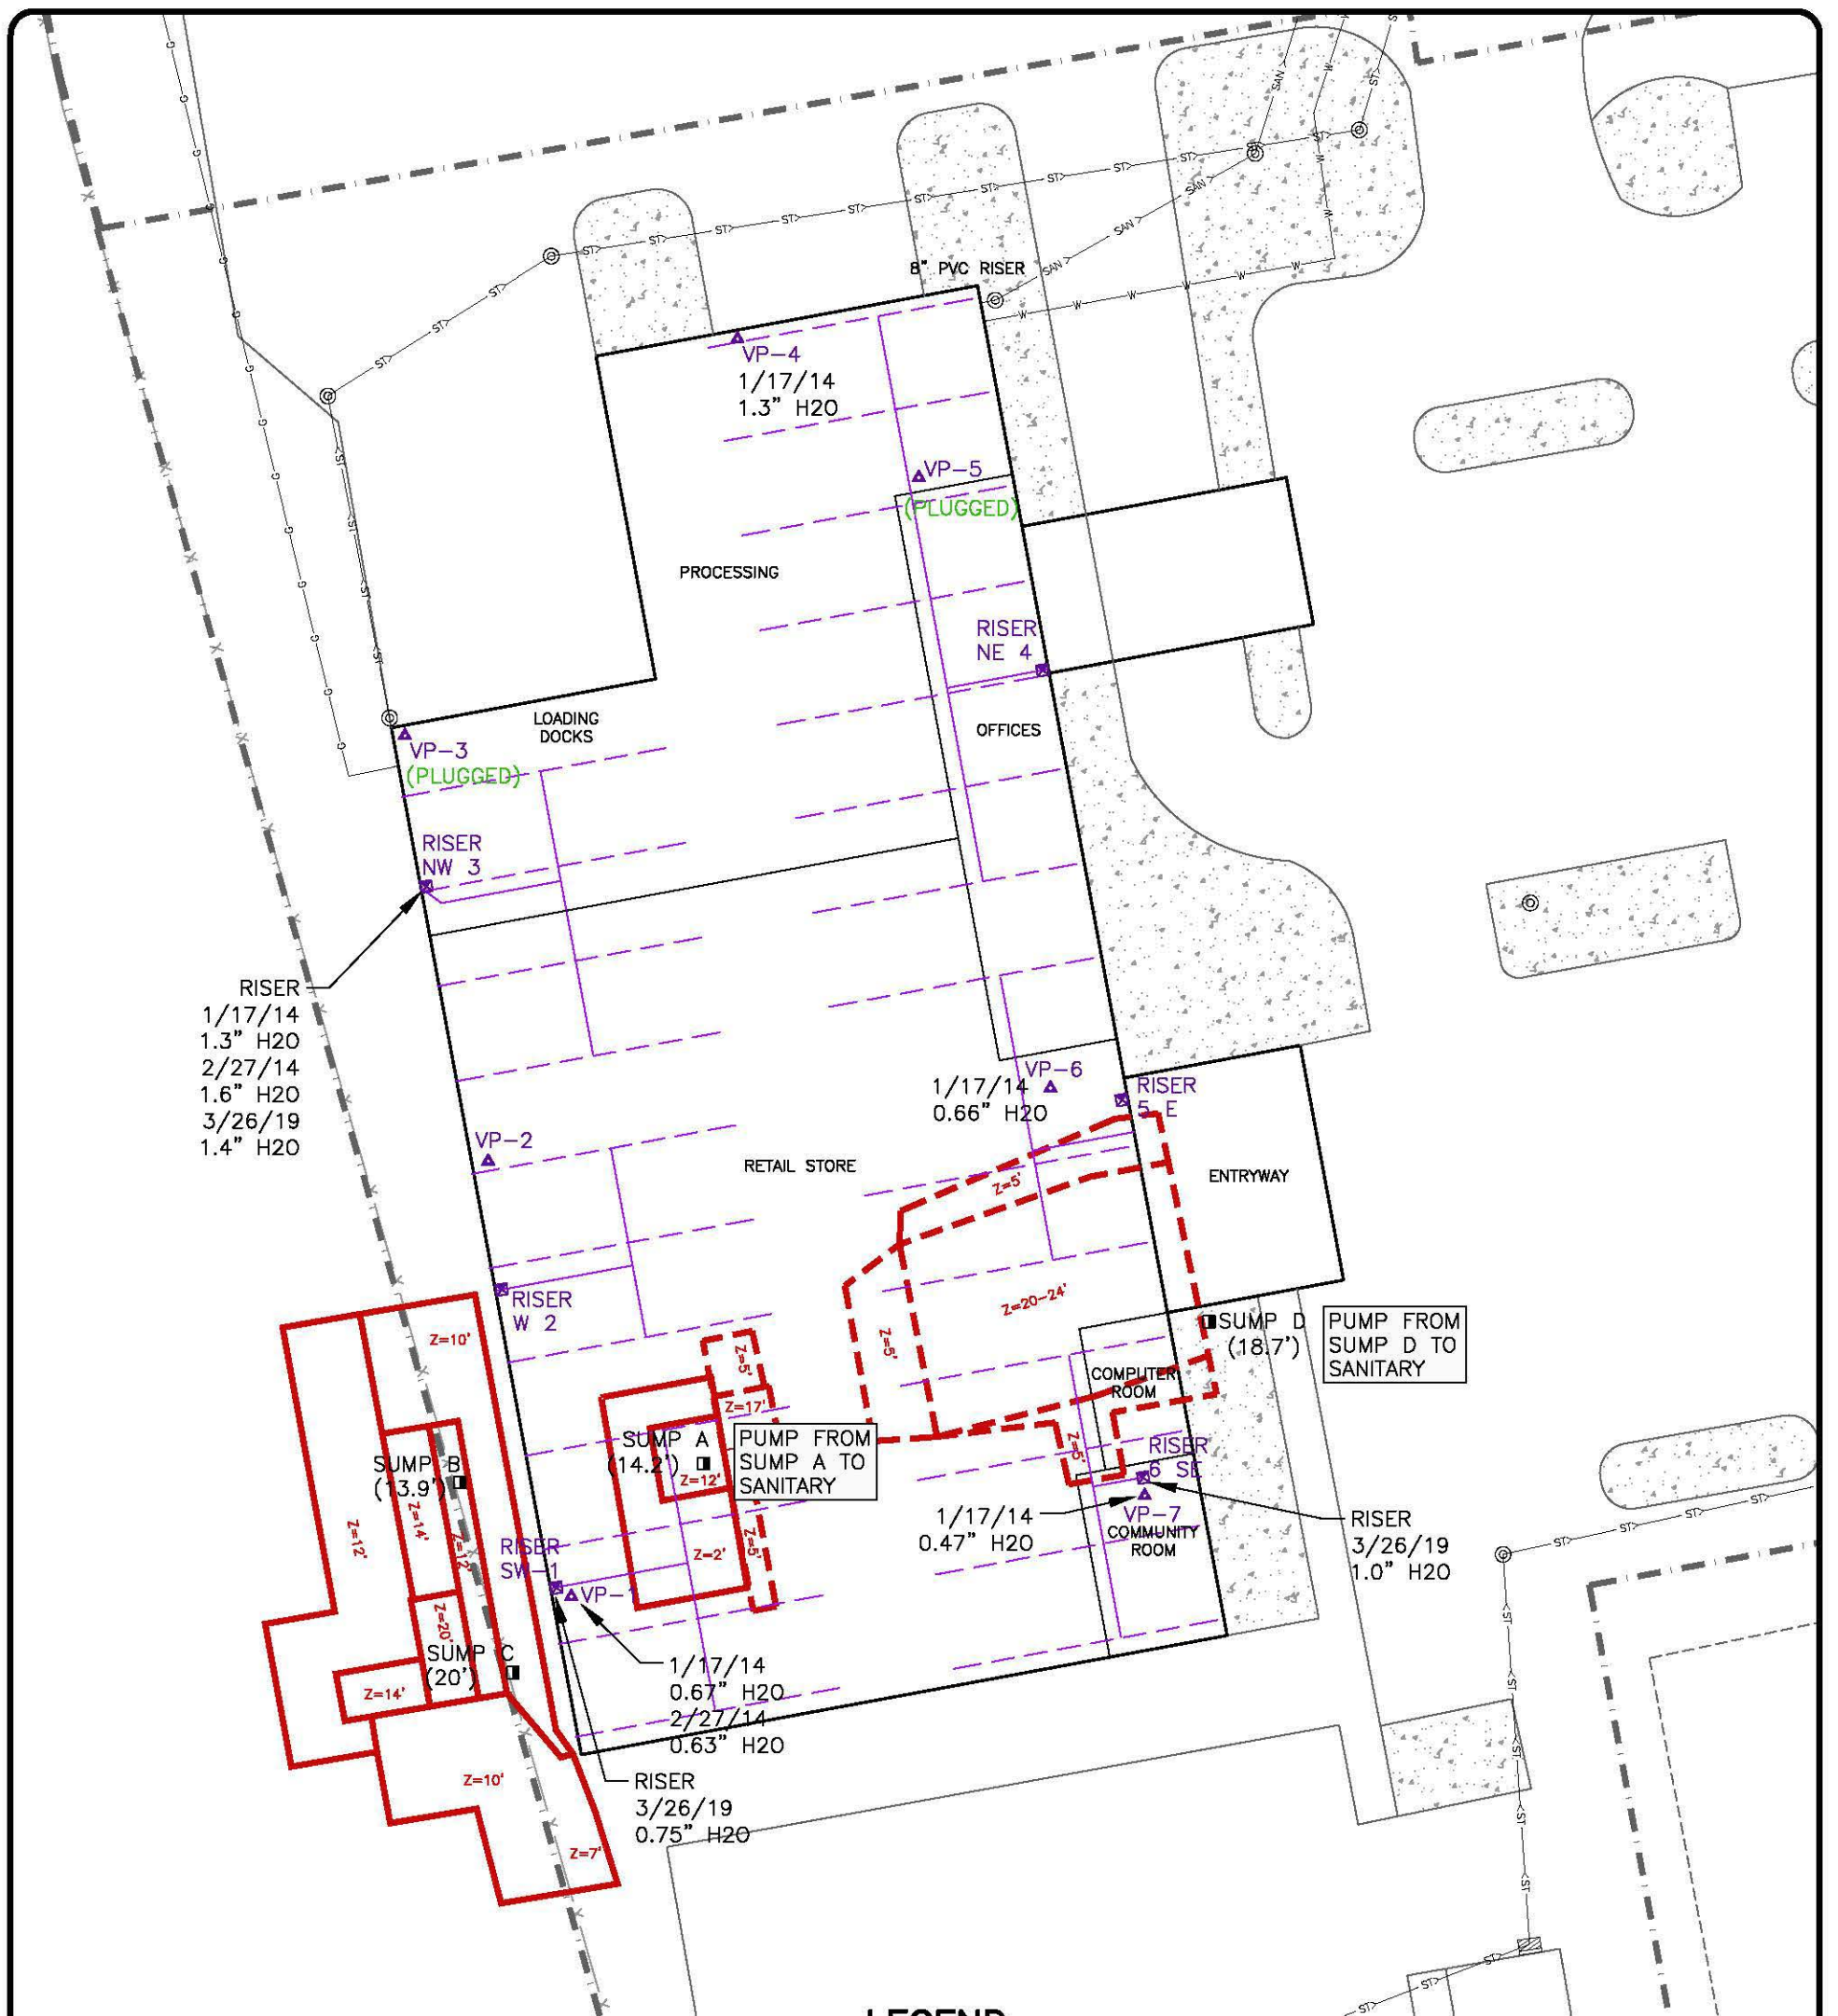 8" PVC RISER
VP-4
1/17/14
1.3" H2O
VP-5
(PLUGGED)
PROCESSING
RISER
NE 4
OFFICES
LOADING
DOCKS
VP-3
(PLUGGED)
RISER
NW 3
RISER
1/17/14
1.3" H2O
2/27/14
1.6" H2O
3/26/19
1.4" H2O
VP-6
1/17/14
0.66" H2O
RISER
5 E
VP-2
RETAIL STORE
ENTRYWAY
Z=5'
Z=20-24'
RISER
W 2
Z=10'
Z=5'
Z=5'
SUMP D
(18.7')
PUMP FROM
SUMP D TO
SANITARY
COMPUTER
ROOM
Z=17'
SUMP A
(14.2')
Z=12'
PUMP FROM
SUMP A TO
SANITARY
Z=5'
RISER
6 SE
SUMP B
(13.9')
Z=14'
Z=12'
Z=12'
1/17/14
0.47" H2O
VP-7
COMMUNITY
ROOM
RISER
3/26/19
1.0" H2O
RISER
SW-1
VP-1
Z=2'
Z=5'
Z=20'
SUMP C
(20')
Z=14'
1/17/14
0.67" H2O
2/27/14
0.63" H2O
Z=10'
RISER
3/26/19
0.75" H2O
Z=7'
LEGEND
G
ST>
SAN >
W
X